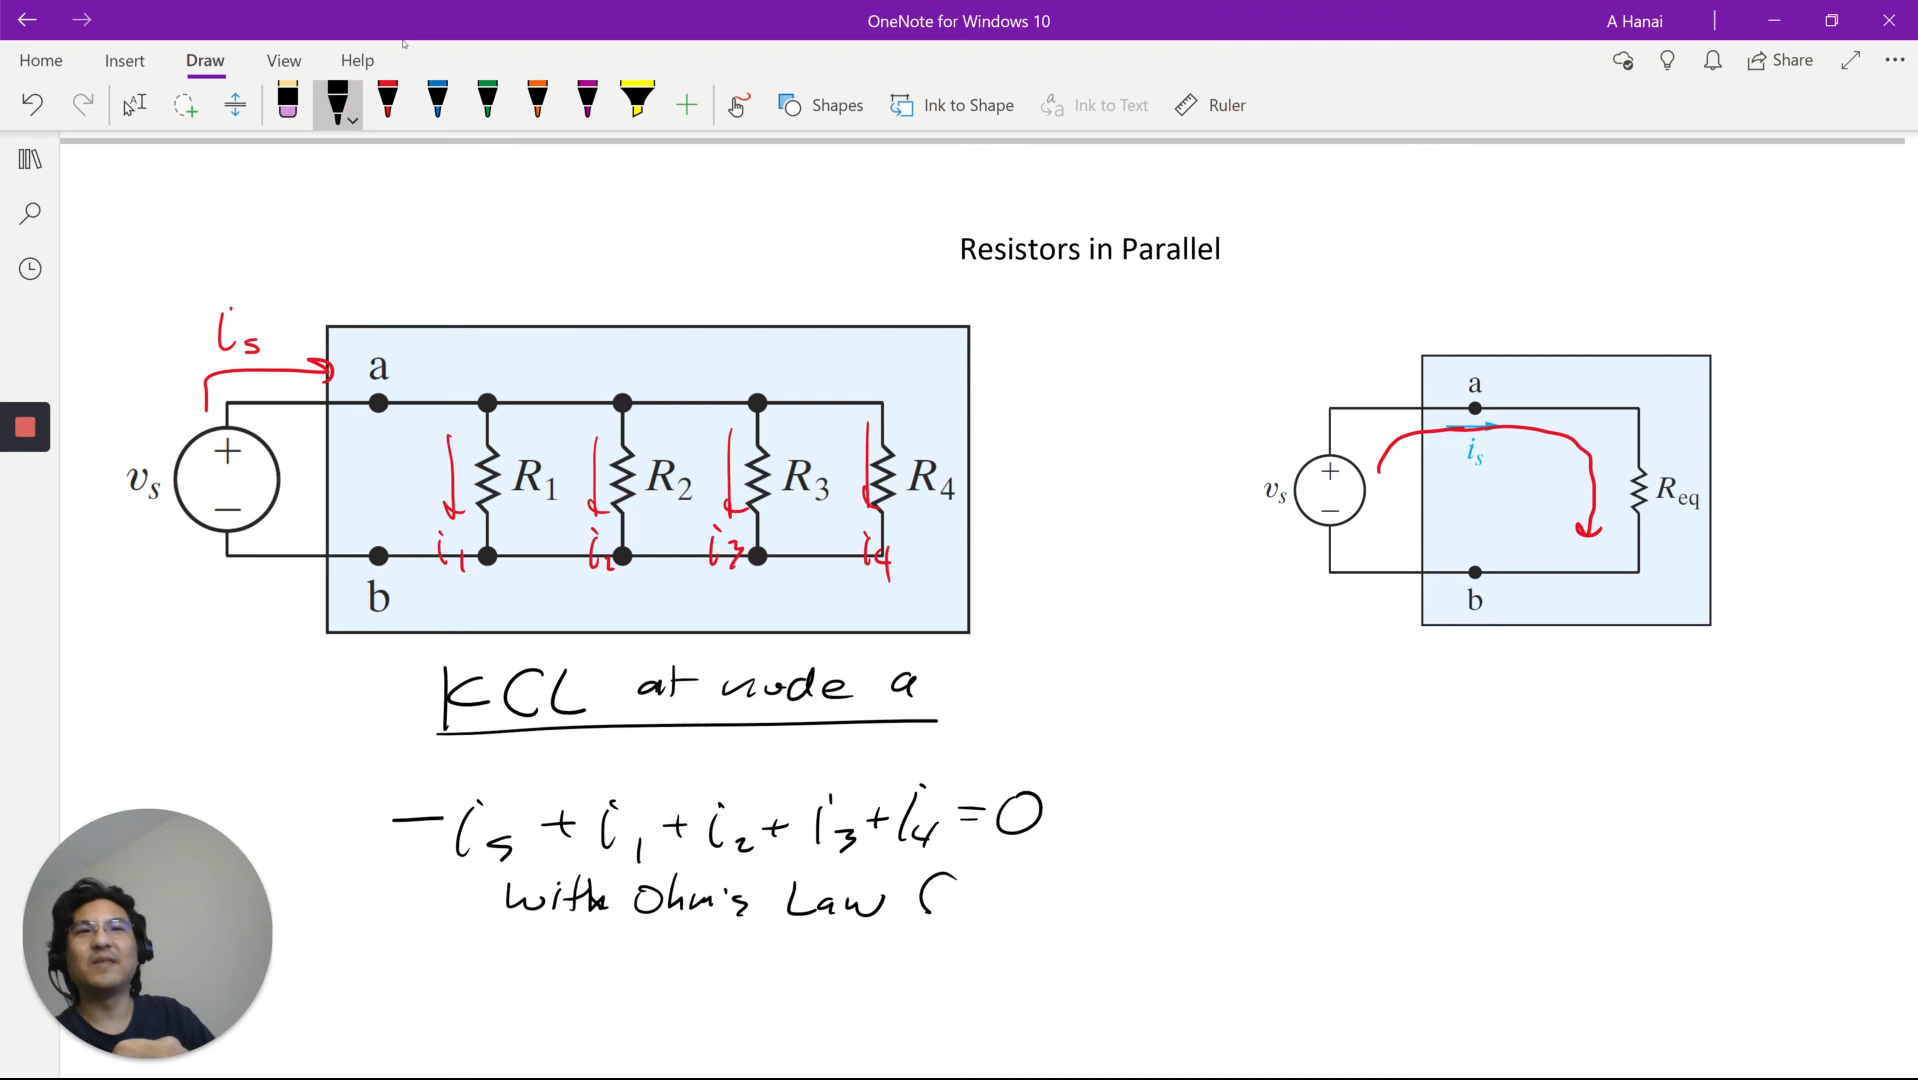 OneNote for Windows 10
A Hanai
Home Insert Draw View Help
Share
Shapes Ink to Shape Ink to Text Ruler
Resistors in Parallel
is
a
+
vs
−
R1 R2 R3 R4
i1 i2 i3 i4
b
a
is
+
vs
−
Req
b
KCL at node a
−is + i1 + i2 + i3 + i4 = 0
with Ohm's Law (